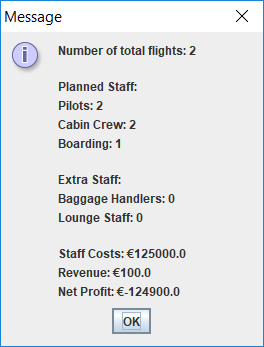 Message
Number of total flights: 2
Planned Staff:
Pilots: 2
Cabin Crew: 2
Boarding: 1
Extra Staff:
Baggage Handlers: 0
Lounge Staff: 0
Staff Costs: €125000.0
Revenue: €100.0
Net Profit: €-124900.0
OK